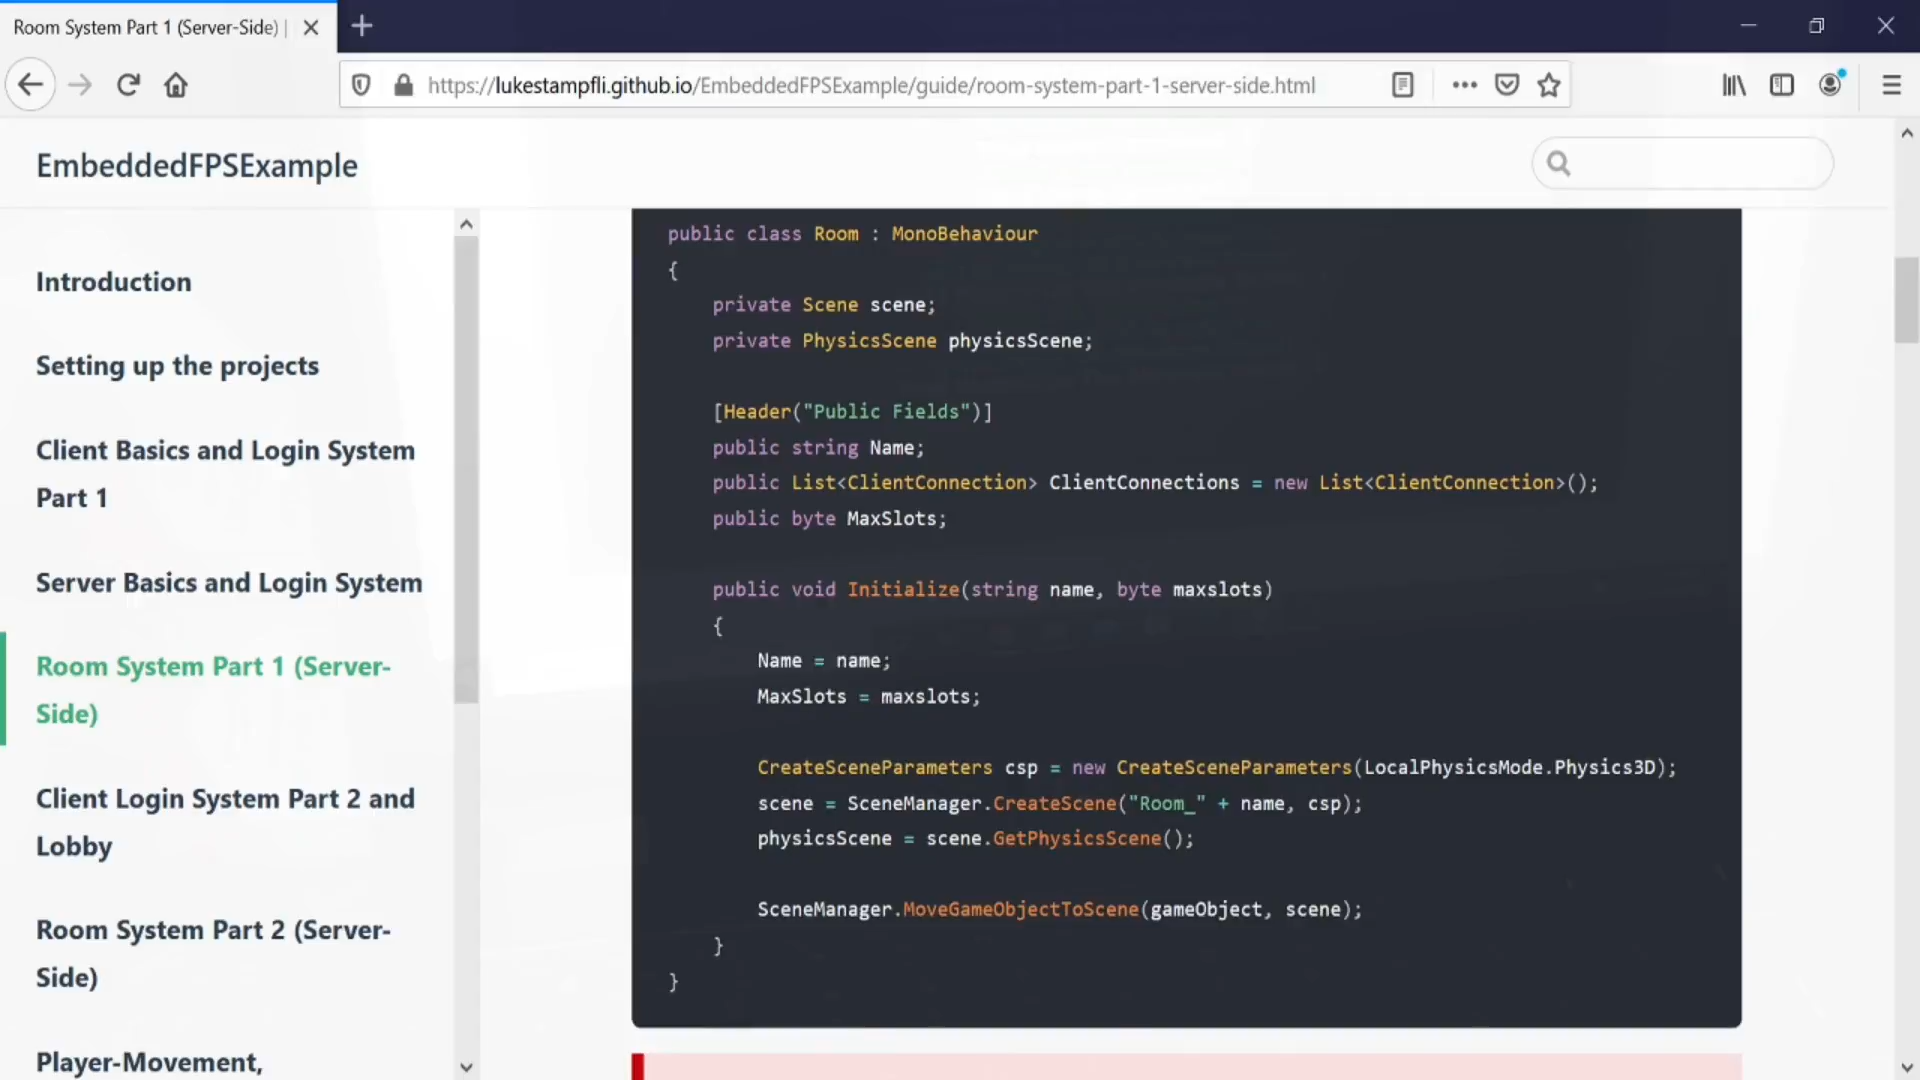 Room System Part 1 (Server-Side) |
https://lukestampfli.github.io/EmbeddedFPSExample/guide/room-system-part-1-server-side.html
EmbeddedFPSExample
Introduction
Setting up the projects
Client Basics and Login System
Part 1
Server Basics and Login System
Room System Part 1 (Server-
Side)
Client Login System Part 2 and
Lobby
Room System Part 2 (Server-
Side)
Player-Movement,
public class Room : MonoBehaviour
{
private Scene scene;
private PhysicsScene physicsScene;
[Header("Public Fields")]
public string Name;
public List<ClientConnection> ClientConnections = new List<ClientConnection>();
public byte MaxSlots;
public void Initialize(string name, byte maxslots)
{
Name = name;
MaxSlots = maxslots;
CreateSceneParameters csp = new CreateSceneParameters(LocalPhysicsMode.Physics3D);
scene = SceneManager.CreateScene("Room_" + name, csp);
physicsScene = scene.GetPhysicsScene();
SceneManager.MoveGameObjectToScene(gameObject, scene);
}
}